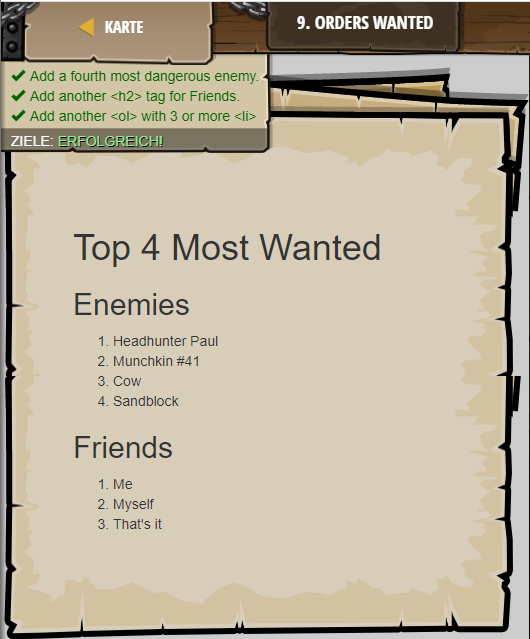 KARTE
9. ORDERS WANTED
Add a fourth most dangerous enemy.
Add another <h2> tag for Friends.
Add another <ol> with 3 or more <li>
ZIELE: ERFOLGREICH!
Top 4 Most Wanted
Enemies
1. Headhunter Paul
2. Munchkin #41
3. Cow
4. Sandblock
Friends
1. Me
2. Myself
3. That's it